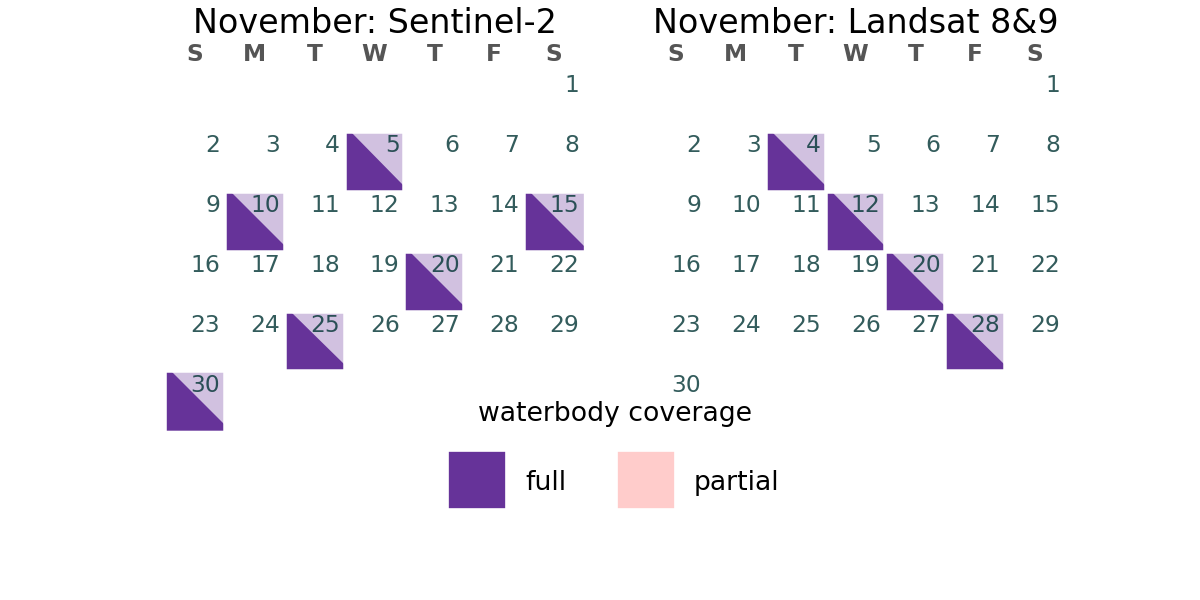 November: Sentinel-2
S M T W T F S
1
2 3 4 5 6 7 8
9 10 11 12 13 14 15
16 17 18 19 20 21 22
23 24 25 26 27 28 29
30
November: Landsat 8&9
S M T W T F S
1
2 3 4 5 6 7 8
9 10 11 12 13 14 15
16 17 18 19 20 21 22
23 24 25 26 27 28 29
30
waterbody coverage
full partial